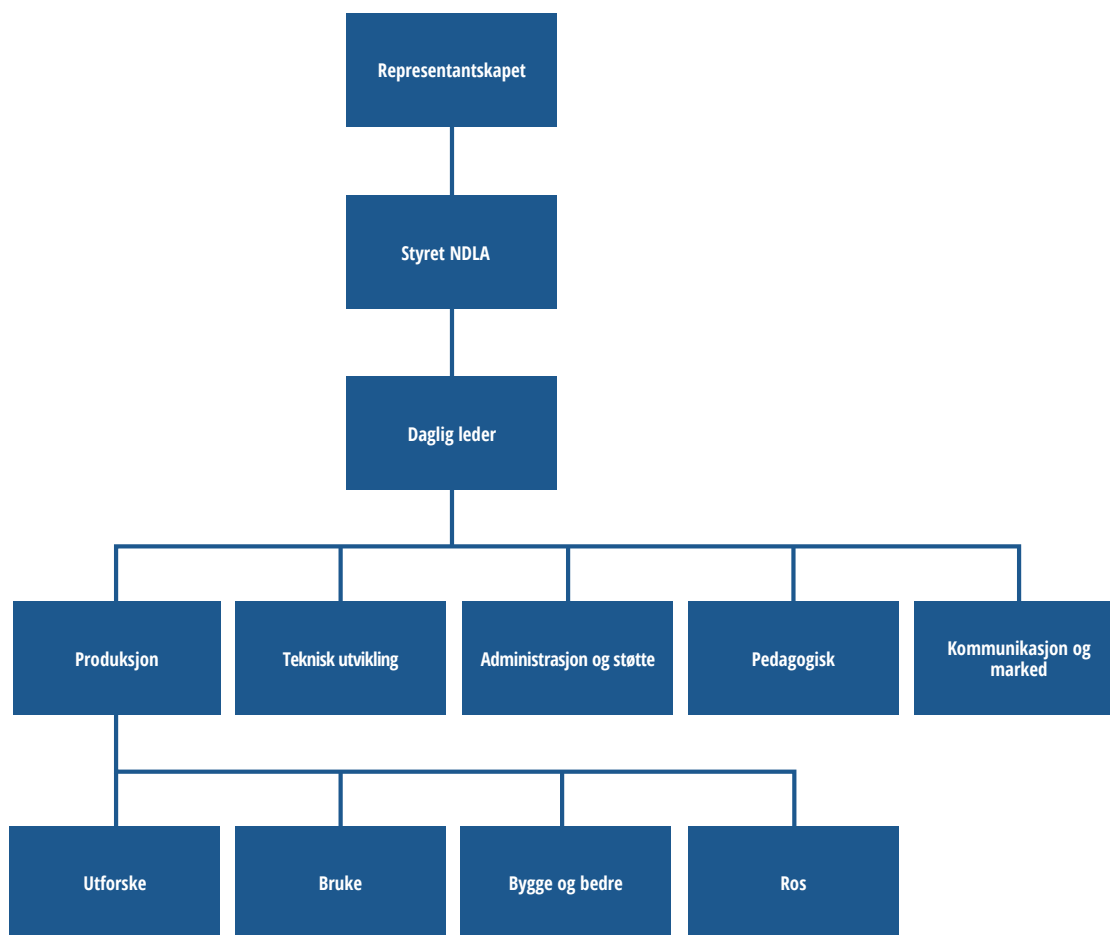 Representantskapet
Styret NDLA
Daglig leder
Produksjon
Teknisk utvikling
Administrasjon og støtte
Pedagogisk
Kommunikasjon og
marked
Utforske
Bruke
Bygge og bedre
Ros